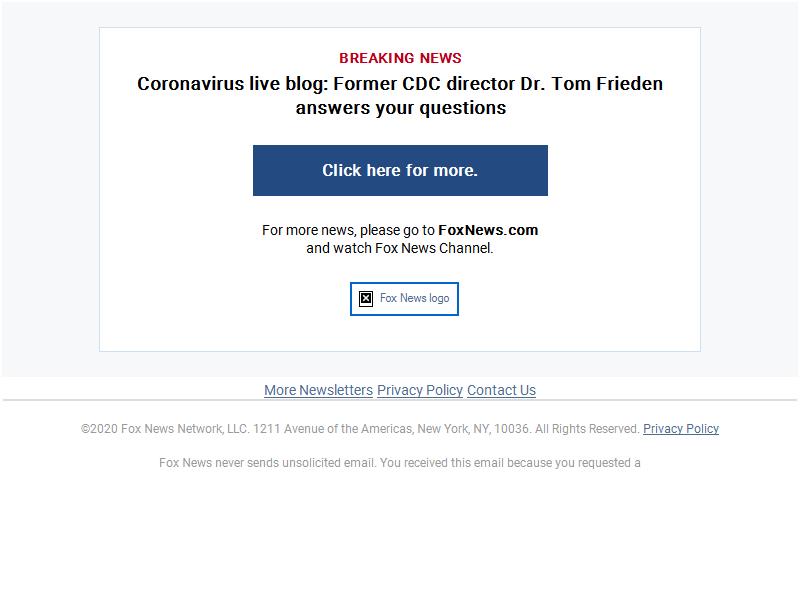 BREAKING NEWS
Coronavirus live blog: Former CDC director Dr. Tom Frieden
answers your questions
Click here for more.
For more news, please go to FoxNews.com
and watch Fox News Channel.
Fox News logo
More Newsletters Privacy Policy Contact Us
©2020 Fox News Network, LLC. 1211 Avenue of the Americas, New York, NY, 10036. All Rights Reserved. Privacy Policy
Fox News never sends unsolicited email. You received this email because you requested a